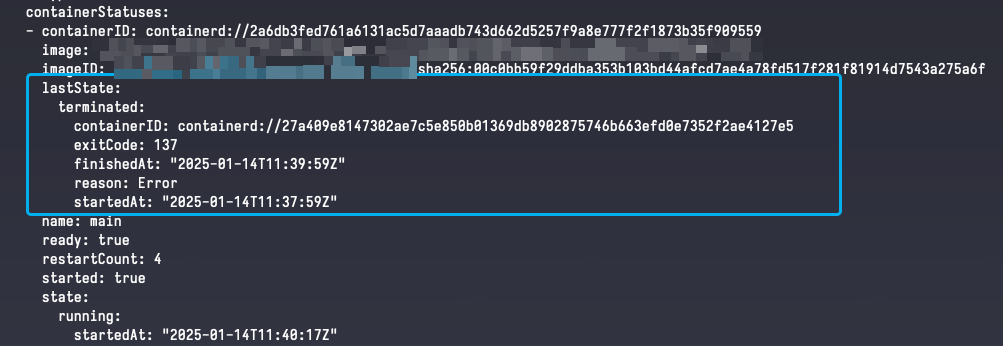 containerStatuses:
- containerID: containerd://2a6db3fed761a6131ac5d7aaadb743d662d5257f9a8e777f2f1873b35f909559
image:
imageID: sha256:00c0bb59f29ddba353b103bd44afcd7ae4a78fd517f281f81914d7543a275a6f
lastState:
terminated:
containerID: containerd://27a409e8147302ae7c5e850b01369db8902875746b663efd0e7352f2ae4127e5
exitCode: 137
finishedAt: "2025-01-14T11:39:59Z"
reason: Error
startedAt: "2025-01-14T11:37:59Z"
name: main
ready: true
restartCount: 4
started: true
state:
running:
startedAt: "2025-01-14T11:40:17Z"